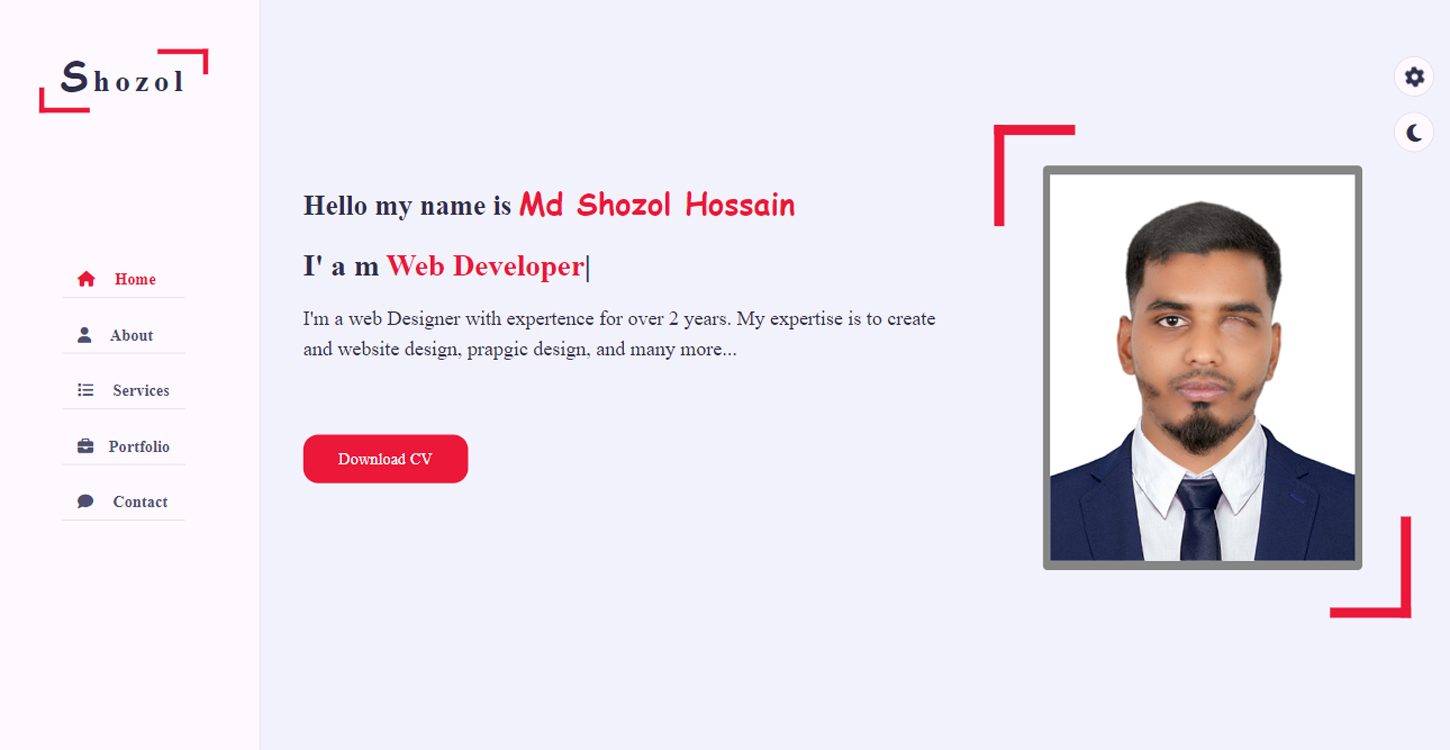 Shozol
Home
About
Services
Portfolio
Contact
Hello my name is Md Shozol Hossain
I' a m Web Developer|
I'm a web Designer with expertence for over 2 years. My expertise is to create
and website design, prapgic design, and many more...
Download CV